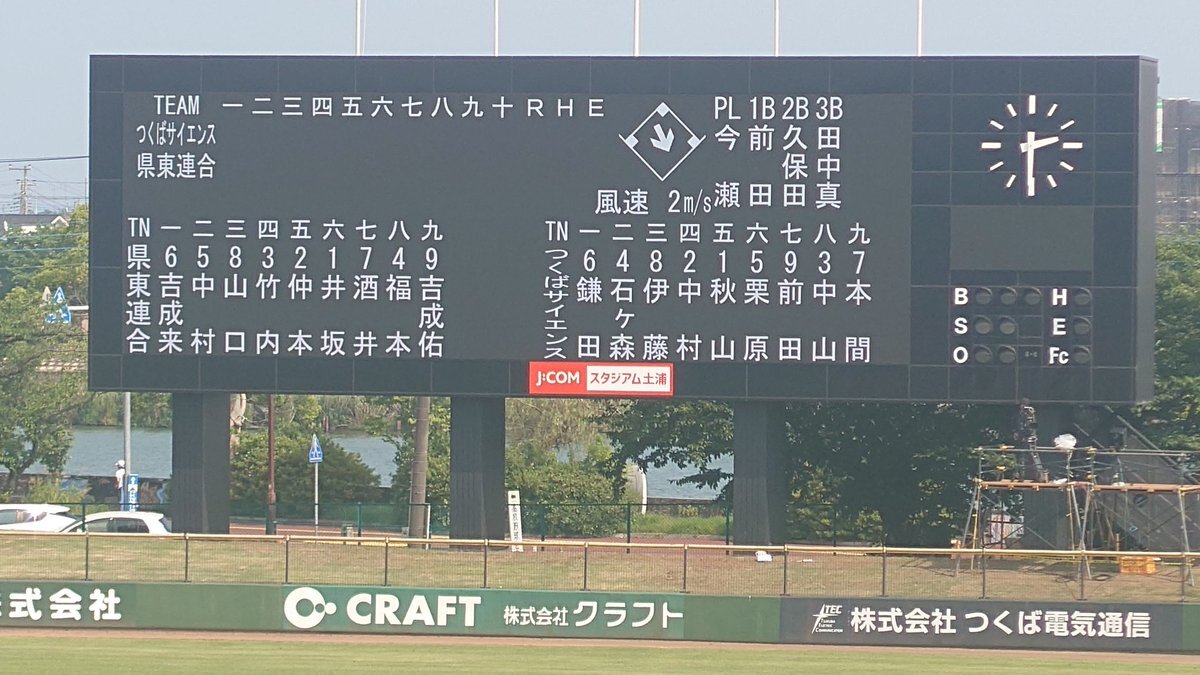 TEAM 一 二 三 四 五 六 七 八 九 十 R H E
つくばサイエンス
県東連合
PL 1B 2B 3B
今瀬 前田 久保田 田中真
風速 2m/s
TN 一 二 三 四 五 六 七 八 九
県東連合 6 5 8 3 2 1 7 4 9
吉成来 中村 山口 竹内 仲本 井坂 酒井 福本 吉成佑
TN 一 二 三 四 五 六 七 八 九
つくばサイエンス 6 4 8 2 1 5 9 3 7
鎌田 石ケ森 伊藤 中村 秋山 栗原 前田 中山 本間
B H
S E
O Fc
J:COM スタジアム土浦
株式会社
CRAFT 株式会社クラフト
ATEC TSUKUBA ELECTRIC COMMUNICATION 株式会社 つくば電気通信